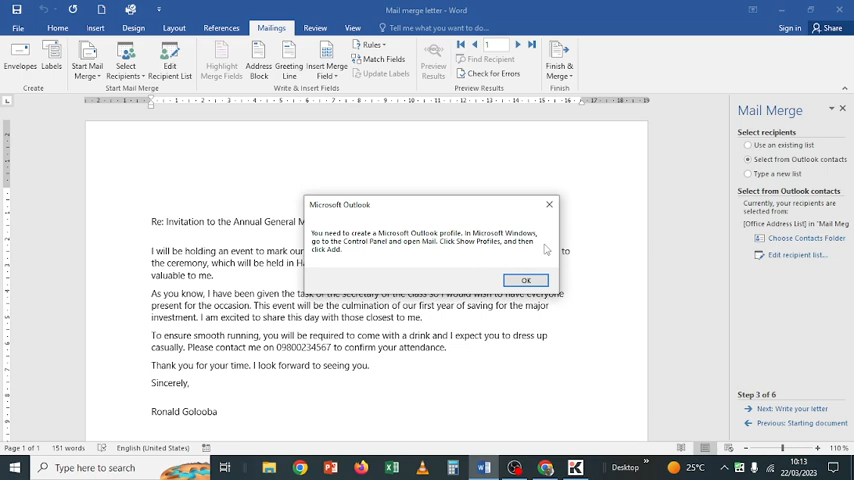 Mail merge letter - Word
File Home Insert Design Layout References Mailings Review View Tell me what you want to do... Sign in Share
Envelopes Labels
Create
Start Mail Merge
Select Recipients
Edit Recipient List
Start Mail Merge
Highlight Merge Fields
Address Block
Greeting Line
Insert Merge Field
Rules
Match Fields
Update Labels
Write & Insert Fields
Preview Results
1
Find Recipient
Check for Errors
Preview Results
Finish & Merge
Finish
Mail Merge
Select recipients
Use an existing list
Select from Outlook contacts
Type a new list
Select from Outlook contacts
Currently, your recipients are
selected from:
[Office Address List] in "Mail Meg
Choose Contacts Folder
Edit recipient list...
Step 3 of 6
Next: Write your letter
Previous: Starting document
Microsoft Outlook
You need to create a Microsoft Outlook profile. In Microsoft Windows,
go to the Control Panel and open Mail. Click Show Profiles, and then
click Add.
OK
Re: Invitation to the Annual General M
I will be holding an event to mark our
to
the ceremony, which will be held in Ha
valuable to me.
As you know, I have been given the task of the secretary of the class so I would wish to have everyone
present for the occasion. This event will be the culmination of our first year of saving for the major
investment. I am excited to share this day with those closest to me.
To ensure smooth running, you will be required to come with a drink and I expect you to dress up
casually. Please contact me on 09800234567 to confirm your attendance.
Thank you for your time. I look forward to seeing you.
Sincerely,
Ronald Golooba
Page 1 of 1 151 words English (United States) 110 %
Type here to search
Desktop
25°C
10:13
22/03/2023